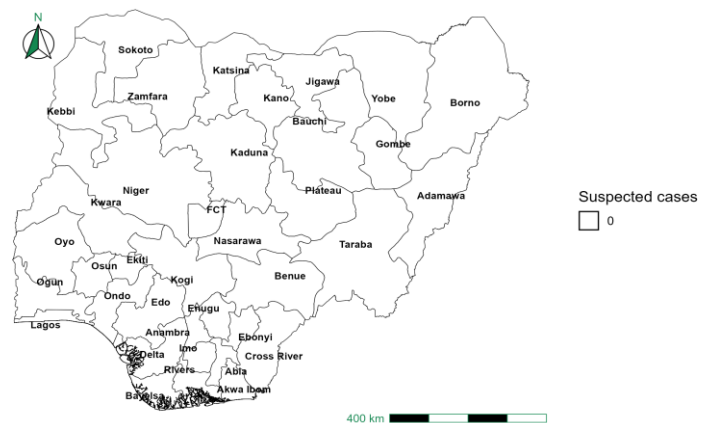 N
Sokoto
Katsina
Jigawa
Zamfara
Kano
Yobe
Borno
Kebbi
Bauchi
Gombe
Kaduna
Niger
Plateau
Adamawa
Kwara
FCT
Oyo
Nasarawa
Taraba
Osun
Ekiti
Kogi
Benue
Ogun
Ondo
Edo
Enugu
Lagos
Anambra
Ebonyi
Delta
Imo
Cross River
Rivers
Abia
Bayelsa
Akwa Ibom
400 km
Suspected cases
0